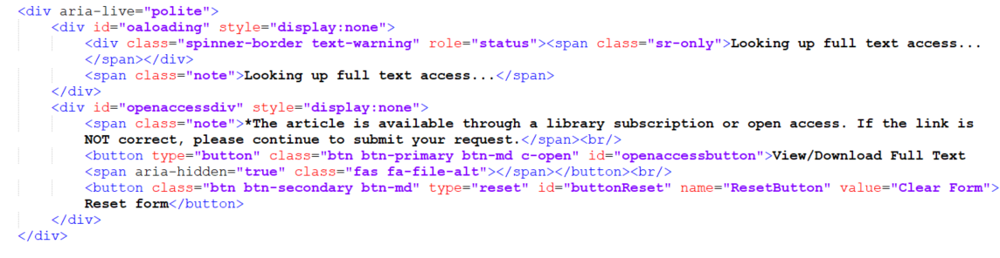 <div aria-live="polite">
    <div id="oaloading" style="display:none">
        <div class="spinner-border text-warning" role="status"><span class="sr-only">Looking up full text access...
        </span></div>
        <span class="note">Looking up full text access...</span>
    </div>
    <div id="openaccessdiv" style="display:none">
        <span class="note">*The article is available through a library subscription or open access. If the link is
        NOT correct, please continue to submit your request.</span><br/>
        <button type="button" class="btn btn-primary btn-md c-open" id="openaccessbutton">View/Download Full Text
        <span aria-hidden="true" class="fas fa-file-alt"></span></button><br/>
        <button class="btn btn-secondary btn-md" type="reset" id="buttonReset" name="ResetButton" value="Clear Form">
        Reset form</button>
    </div>
</div>